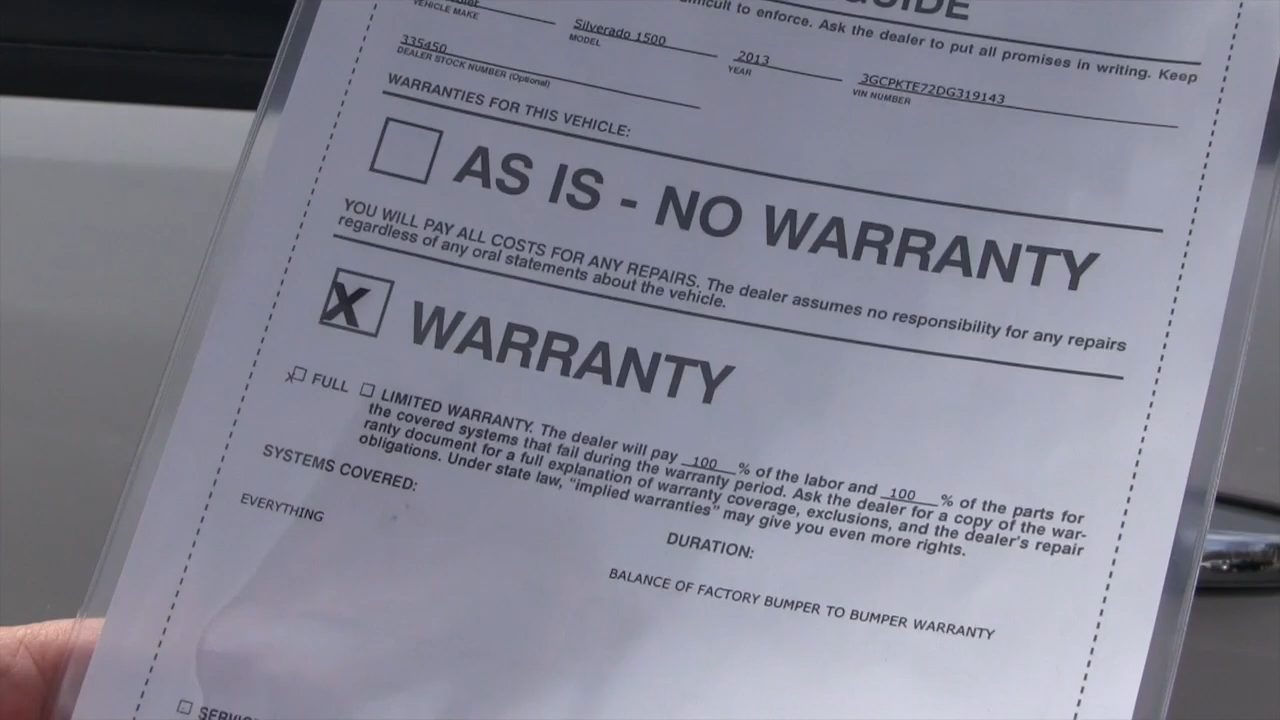 GUIDE
difficult to enforce. Ask the dealer to put all promises in writing. Keep
VEHICLE MAKE
Silverado 1500
MODEL
2013
YEAR
3GCPKTE72DG319143
VIN NUMBER
335450
DEALER STOCK NUMBER (Optional)
WARRANTIES FOR THIS VEHICLE:
AS IS - NO WARRANTY
YOU WILL PAY ALL COSTS FOR ANY REPAIRS. The dealer assumes no responsibility for any repairs
regardless of any oral statements about the vehicle.
X WARRANTY
x FULL LIMITED WARRANTY. The dealer will pay 100 % of the labor and 100 % of the parts for
the covered systems that fail during the warranty period. Ask the dealer for a copy of the war-
ranty document for a full explanation of warranty coverage, exclusions, and the dealer's repair
obligations. Under state law, "implied warranties" may give you even more rights.
SYSTEMS COVERED:
DURATION:
EVERYTHING
BALANCE OF FACTORY BUMPER TO BUMPER WARRANTY